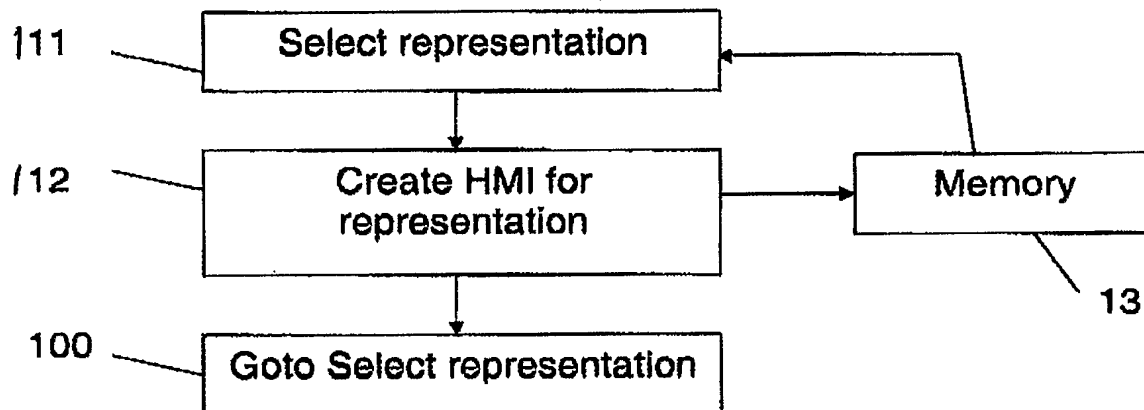 111
Select representation
112
Create HMI for
representation
Memory
13
100
Goto Select representation